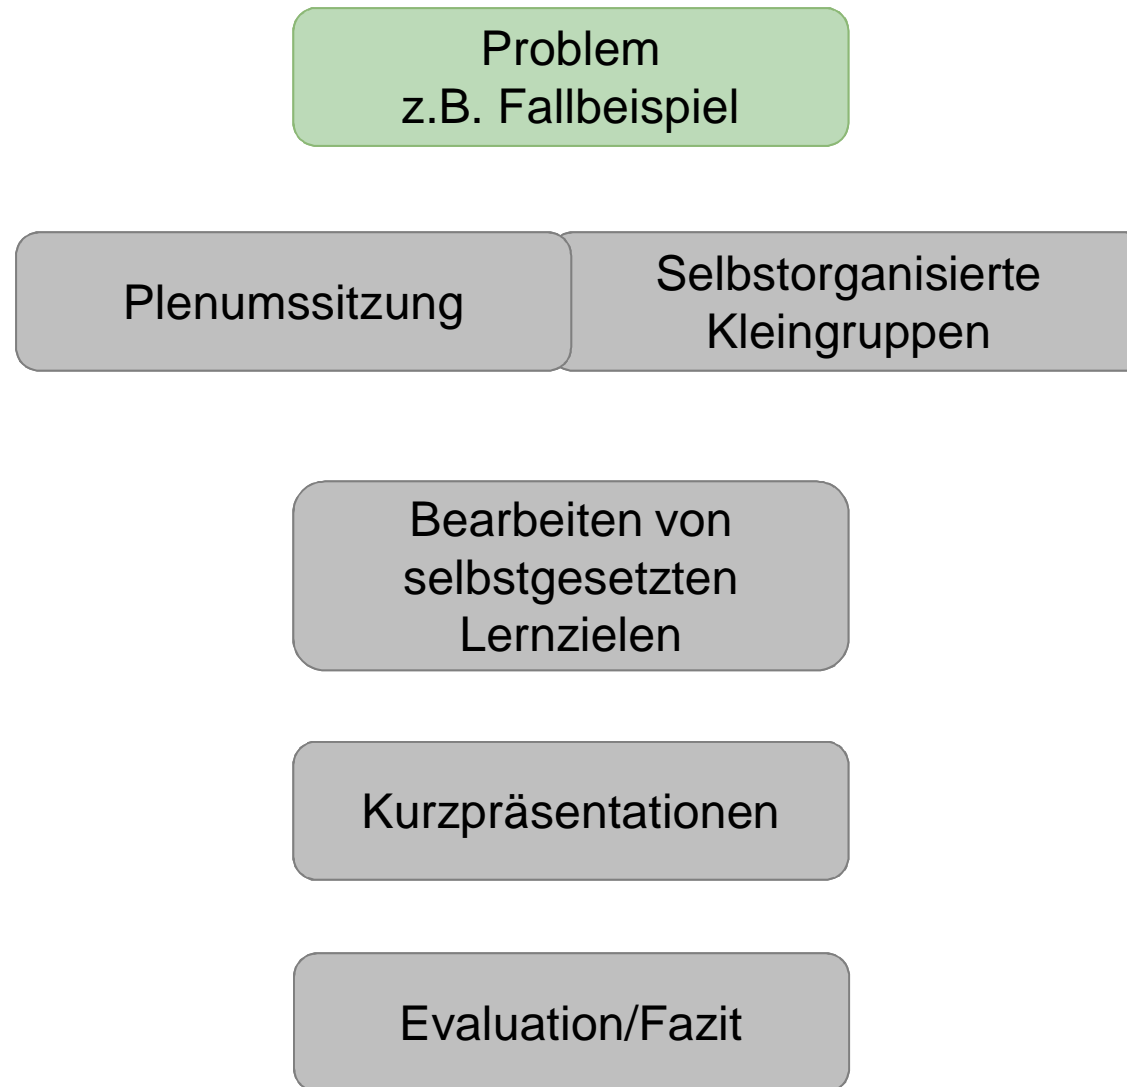 Problem
z.B. Fallbeispiel
Plenumssitzung
Selbstorganisierte
Kleingruppen
Bearbeiten von
selbstgesetzten
Lernzielen
Kurzpräsentationen
Evaluation/Fazit